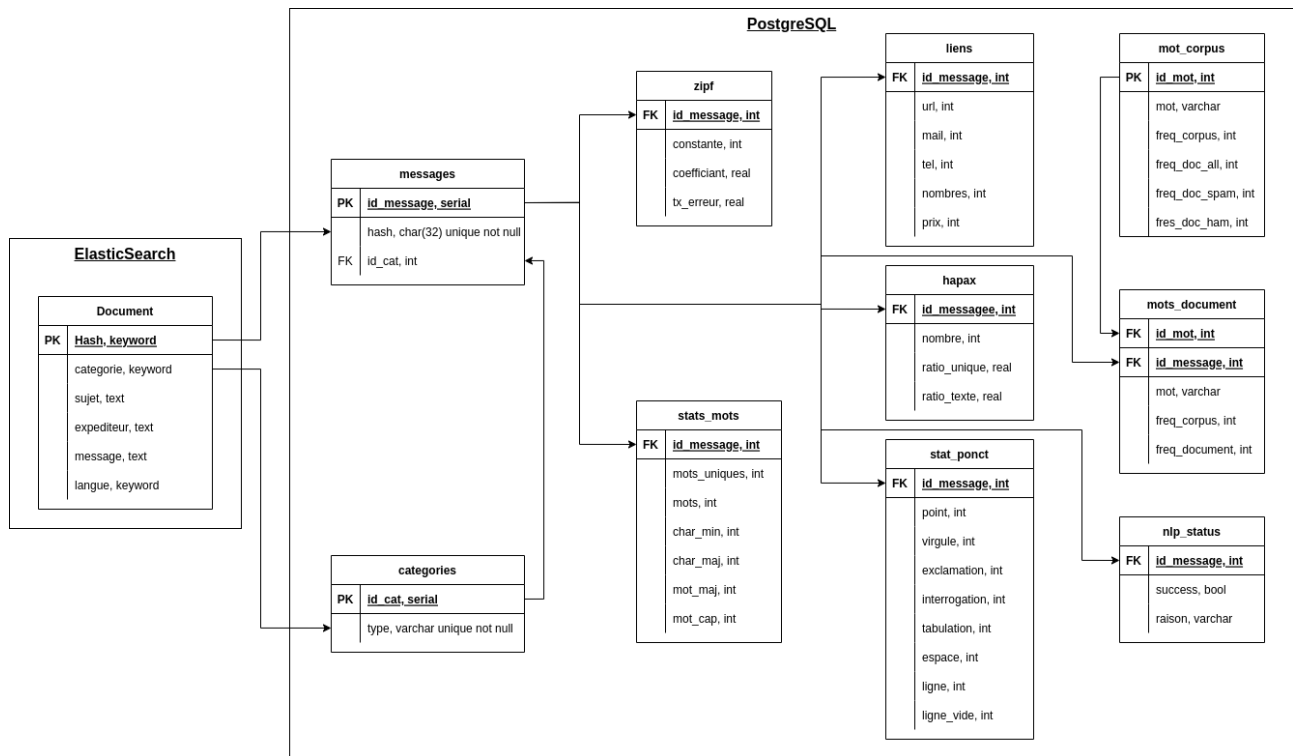 PostgreSQL
ElasticSearch
Document
PK Hash, keyword
categorie, keyword
sujet, text
expediteur, text
message, text
langue, keyword
messages
PK id_message, serial
hash, char(32) unique not null
FK id_cat, int
categories
PK id_cat, serial
type, varchar unique not null
zipf
FK id_message, int
constante, int
coefficiant, real
tx_erreur, real
stats_mots
FK id_message, int
mots_uniques, int
mots, int
char_min, int
char_maj, int
mot_maj, int
mot_cap, int
liens
FK id_message, int
url, int
mail, int
tel, int
nombres, int
prix, int
hapax
FK id_messagee, int
nombre, int
ratio_unique, real
ratio_texte, real
stat_ponct
FK id_message, int
point, int
virgule, int
exclamation, int
interrogation, int
tabulation, int
espace, int
ligne, int
ligne_vide, int
mot_corpus
PK id_mot, int
mot, varchar
freq_corpus, int
freq_doc_all, int
freq_doc_spam, int
fres_doc_ham, int
mots_document
FK id_mot, int
FK id_message, int
mot, varchar
freq_corpus, int
freq_document, int
nlp_status
FK id_message, int
success, bool
raison, varchar